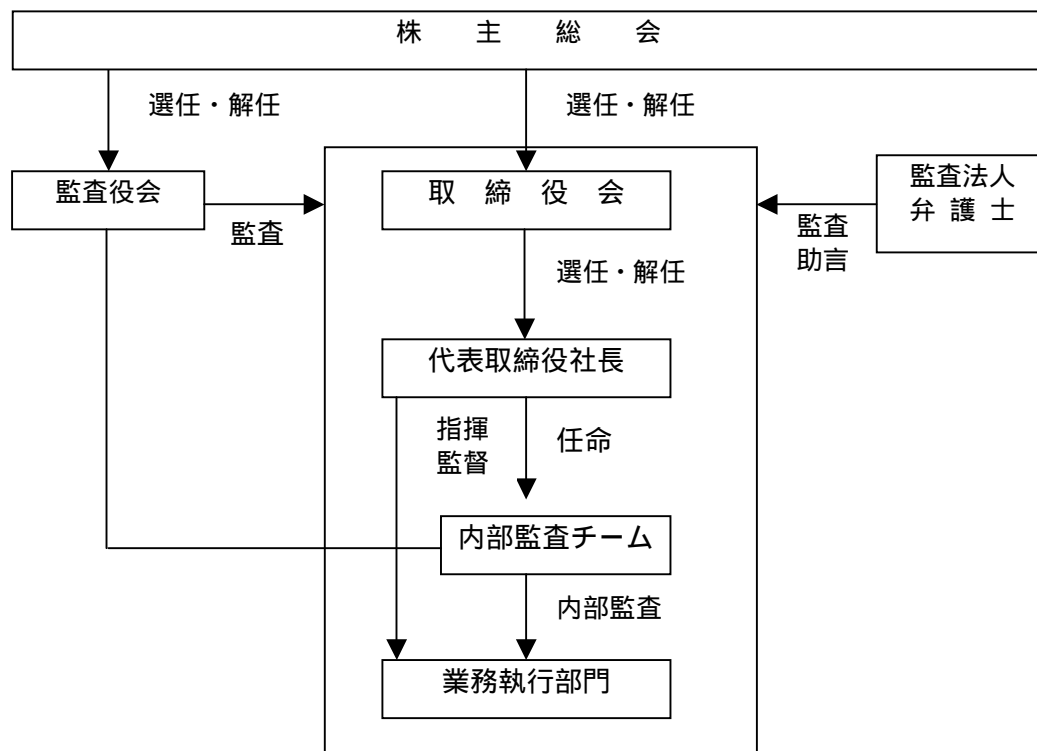 株 主 総 会
選任・解任
選任・解任
監査役会
取 締 役 会
監査法人
弁 護 士
監査
監査
助言
選任・解任
代表取締役社長
指揮
監督
任命
内部監査チーム
内部監査
業務執行部門